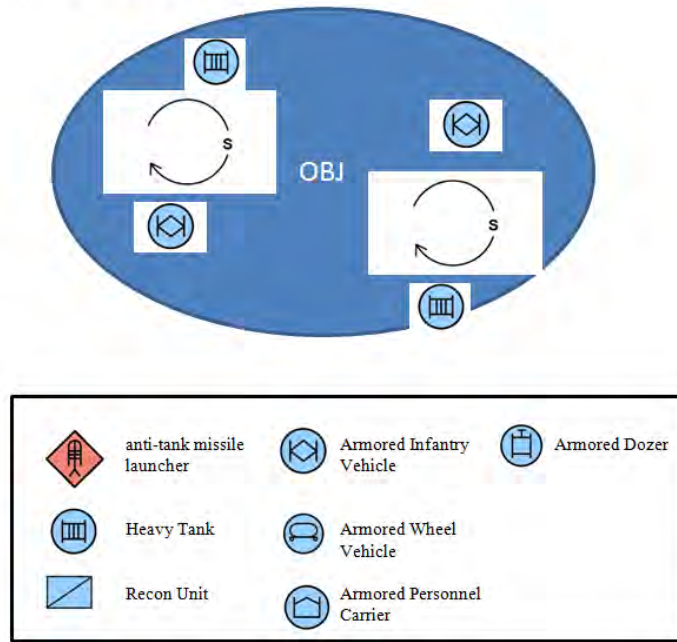 S
OBJ
S
anti-tank missile
launcher
Armored Infantry
Vehicle
Armored Dozer
Heavy Tank
Armored Wheel
Vehicle
Recon Unit
Armored Personnel
Carrier